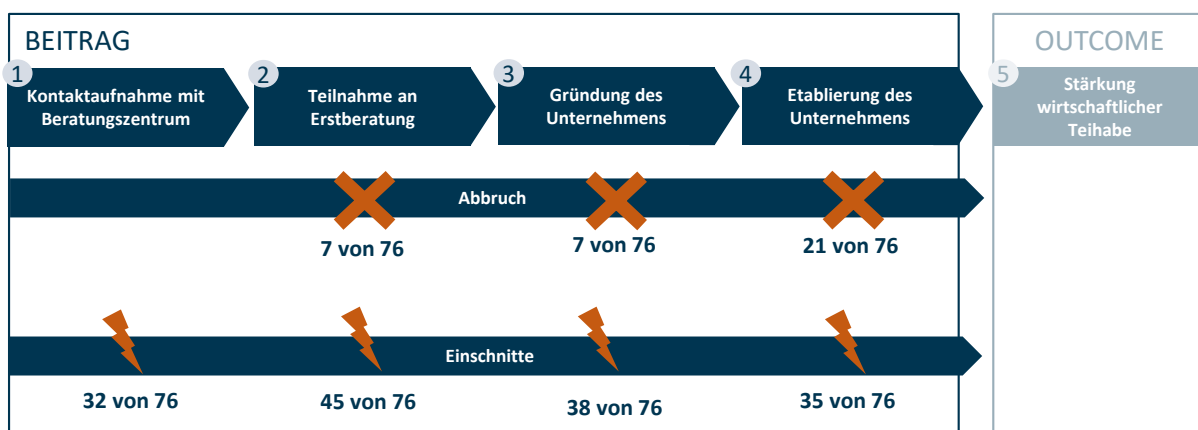 BEITRAG
OUTCOME
1
Kontaktaufnahme mit
Beratungszentrum
2
Teilnahme an
Erstberatung
3
Gründung des
Unternehmens
4
Etablierung des
Unternehmens
5
Stärkung
wirtschaftlicher
Teilhabe
Abbruch
7 von 76
7 von 76
21 von 76
Einschnitte
32 von 76
45 von 76
38 von 76
35 von 76